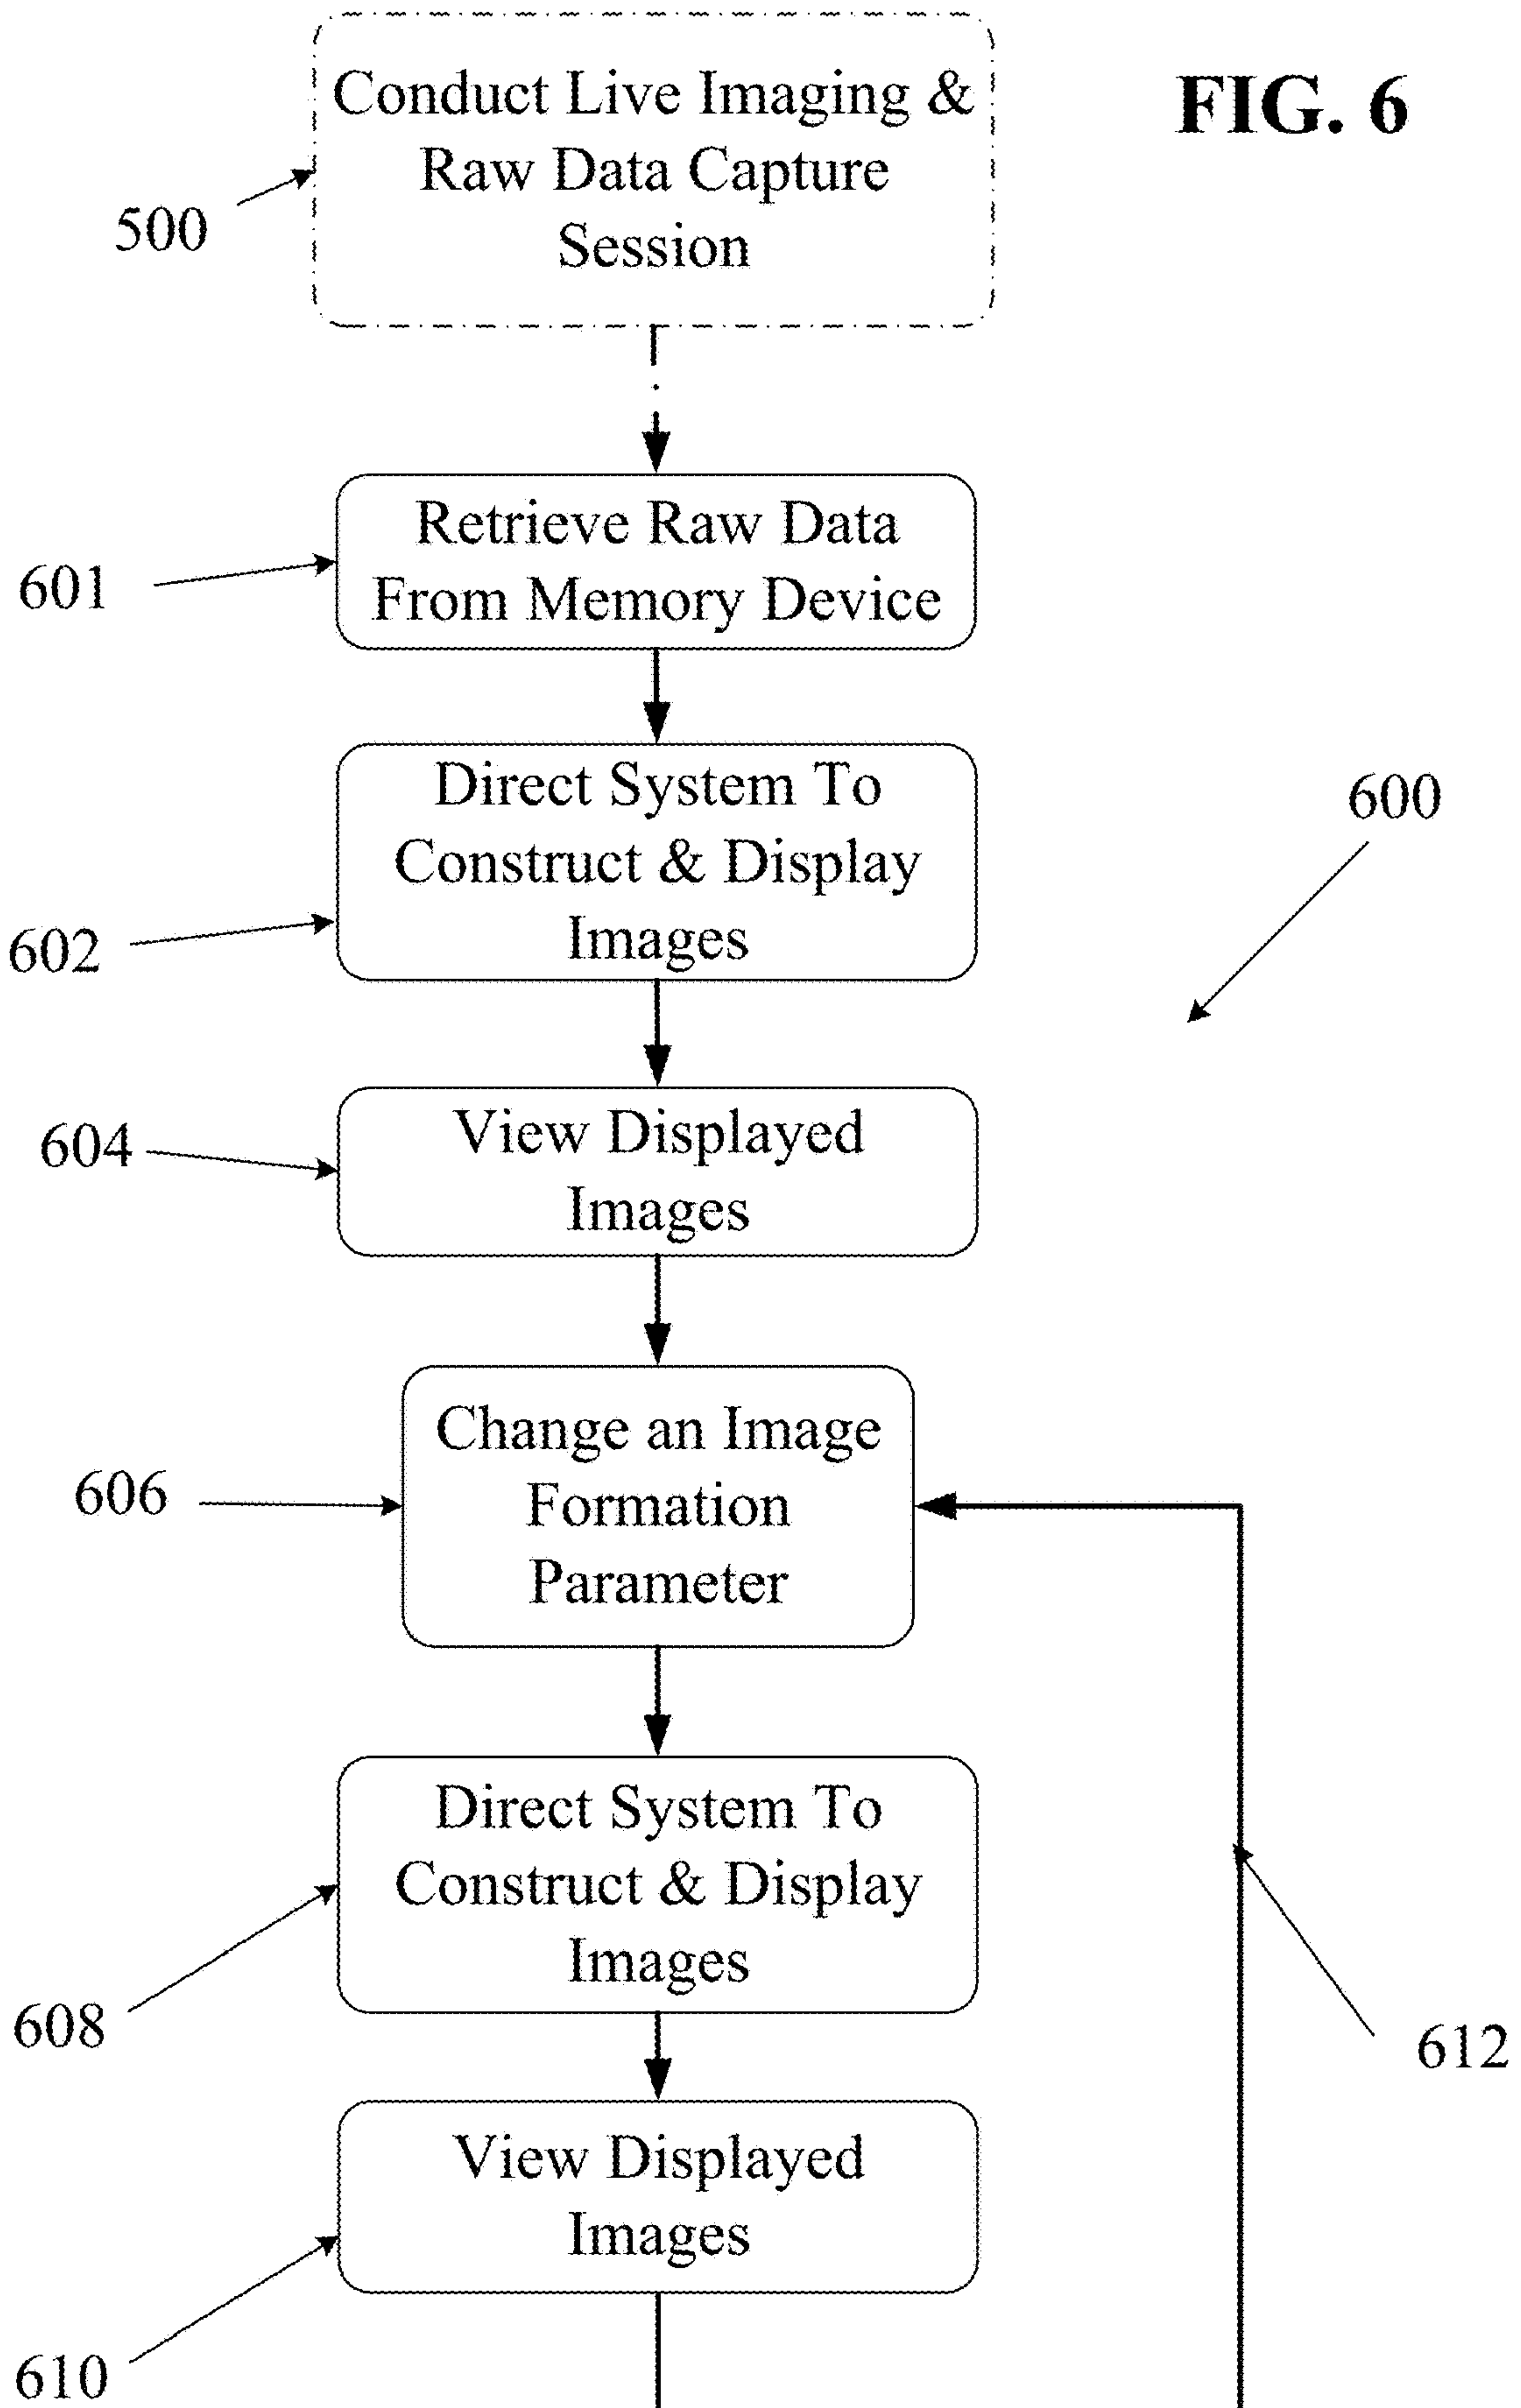 FIG. 6
Conduct Live Imaging &
Raw Data Capture
Session
500
Retrieve Raw Data
From Memory Device
601
Direct System To
Construct & Display
Images
602
600
View Displayed
Images
604
Change an Image
Formation
Parameter
606
Direct System To
Construct & Display
Images
608
612
View Displayed
Images
610